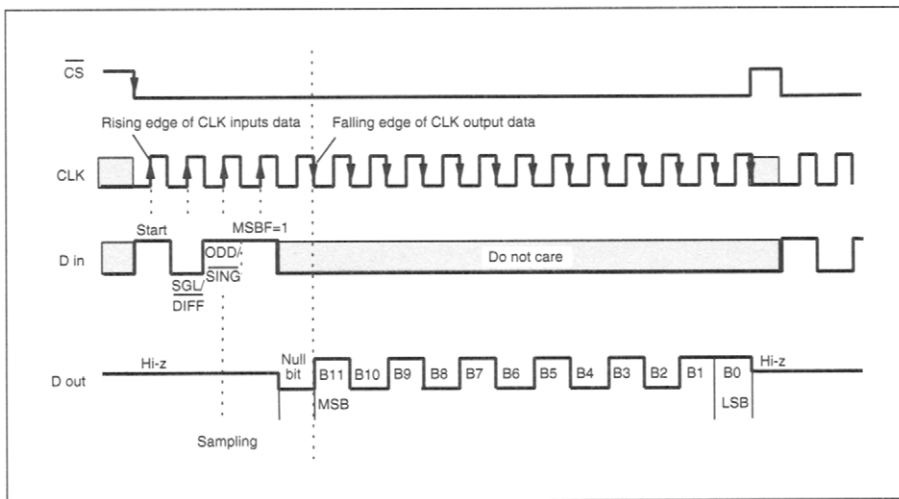 CS
Rising edge of CLK inputs data
Falling edge of CLK output data
CLK
Start
MSBF=1
D in
ODD/
SING
Do not care
SGL/
DIFF
Hi-z
Null
bit
B11
B10
B9
B8
B7
B6
B5
B4
B3
B2
B1
B0
Hi-z
D out
MSB
LSB
Sampling